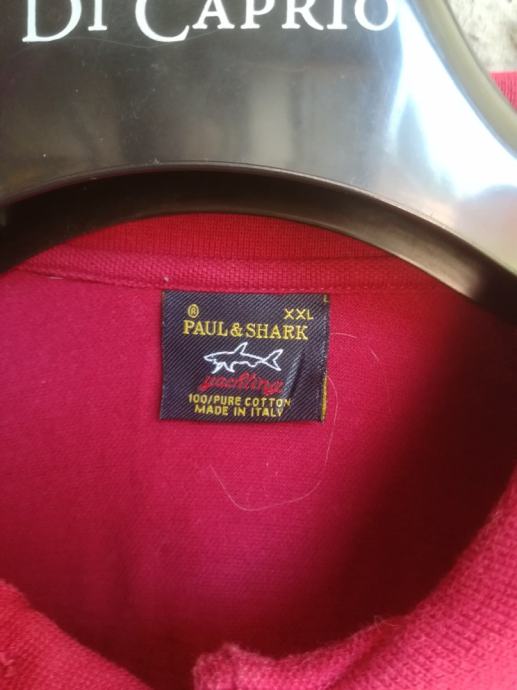 DI CAPRIO
® XXL
PAUL & SHARK
yachting
100/PURE COTTON
MADE IN ITALY